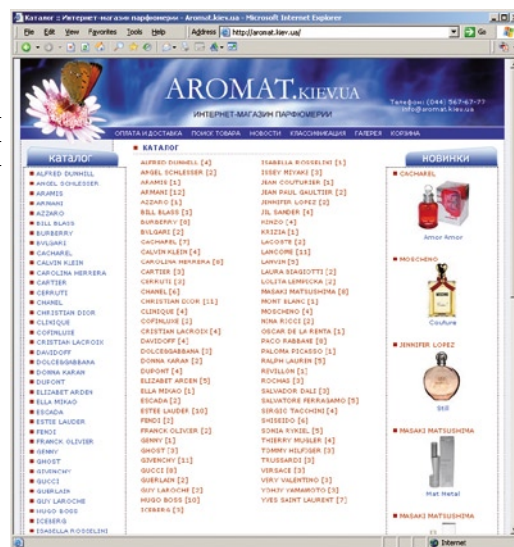 Каталог :: Интернет-магазин парфюмерии - Aromat.kiev.ua - Microsoft Internet Explorer
File Edit View Favorites Tools Help Address http://aromat.kiev.ua/ Go
AROMAT.KIEV.UA
ИНТЕРНЕТ-МАГАЗИН ПАРФЮМЕРИИ
Телефон: (044) 567-67-77
info@aromat.kiev.ua
ОПЛАТА И ДОСТАВКА ПОИСК ТОВАРА НОВОСТИ КЛАССИФИКАЦИЯ ГАЛЕРЕЯ КОРЗИНА
каталог
ALFRED DUNHILL
ANGEL SCHLESSER
ARAMIS
ARMANI
AZZARO
BILL BLASS
BURBERRY
BVLGARI
CACHAREL
CALVIN KLEIN
CAROLINA HERRERA
CARTIER
CERRUTI
CHANEL
CHRISTIAN DIOR
CLINIQUE
COFINLUXE
CRISTIAN LACROIX
DAVIDOFF
DOLCE&GABBANA
DONNA KARAN
DUPONT
ELIZABET ARDEN
ELLA MIKAO
ESCADA
ESTEE LAUDER
FENDI
FRANCK OLIVIER
GENNY
GHOST
GIVENCHY
GUCCI
GUERLAIN
GUY LAROCHE
HUGO BOSS
ICEBERG
ISABELLA ROSSELINI
КАТАЛОГ
ALFRED DUNHILL [4]
ANGEL SCHLESSER [2]
ARAMIS [1]
ARMANI [12]
AZZARO [1]
BILL BLASS [1]
BURBERRY [8]
BVLGARI [2]
CACHAREL [7]
CALVIN KLEIN [4]
CAROLINA HERRERA [8]
CARTIER [3]
CERRUTI [3]
CHANEL [6]
CHRISTIAN DIOR [11]
CLINIQUE [4]
COFINLUXE [2]
CRISTIAN LACROIX [4]
DAVIDOFF [4]
DOLCE&GABBANA [3]
DONNA KARAN [2]
DUPONT [4]
ELIZABET ARDEN [5]
ELLA MIKAO [1]
ESCADA [2]
ESTEE LAUDER [10]
FENDI [2]
FRANCK OLIVIER [2]
GENNY [1]
GHOST [3]
GIVENCHY [11]
GUCCI [8]
GUERLAIN [2]
GUY LAROCHE [2]
HUGO BOSS [10]
ICEBERG [3]
ISABELLA ROSSELINI [1]
ISSEY MIYAKE [3]
JEAN COUTURIER [1]
JEAN PAUL GAULTIER [2]
JENNIFER LOPEZ [2]
JIL SANDER [4]
KENZO [4]
KRIZIA [1]
LACOSTE [2]
LANCOME [11]
LANVIN [5]
LAURA BIAGIOTTI [2]
LOLITA LEMPICKA [2]
MASAKI MATSUSHIMA [8]
MONT BLANC [1]
MOSCHINO [4]
NINA RICCI [2]
OSCAR DE LA RENTA [1]
PACO RABBANE [8]
PALOMA PICASSO [1]
RALPH LAUREN [5]
REVILLON [1]
ROCHAS [3]
SALVADOR DALI [3]
SALVATORE FERRAGAMO [5]
SERGIO TACCHINI [4]
SHISEIDO [6]
SONIA RYKIEL [5]
THIERRY MUGLER [4]
TOMMY HILFIGER [3]
TRUSSARDI [3]
VERSACE [3]
VERY VALENTINO [1]
YOHJI YAMAMOTO [3]
YVES SAINT LAURENT [7]
новинки
CACHAREL
Amor Amor
MOSCHINO
Couture
JENNIFER LOPEZ
Still
MASAKI MATSUSHIMA
Mat Metal
MASAKI MATSUSHIMA
Internet